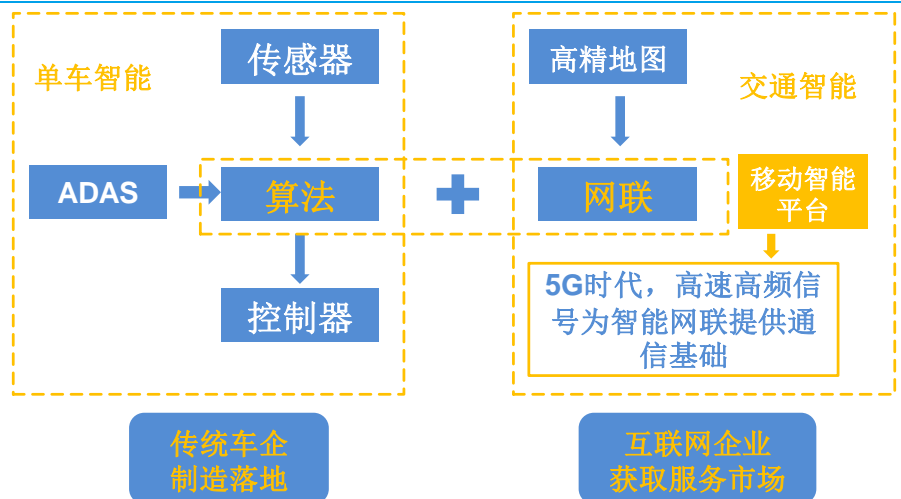 传感器
高精地图
单车智能
交通智能
ADAS
算法
网联
移动智能
平台
控制器
5G时代，高速高频信
号为智能网联提供通
信基础
传统车企
制造落地
互联网企业
获取服务市场